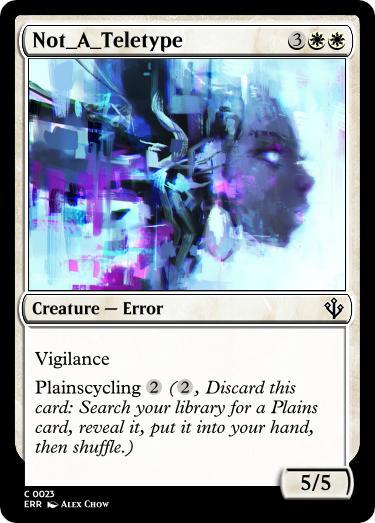 Not_A_Teletype 3
Creature — Error
Vigilance
Plainscycling 2 (2, Discard this
card: Search your library for a Plains
card, reveal it, put it into your hand,
then shuffle.)
5/5
C 0023
ERR Alex Chow